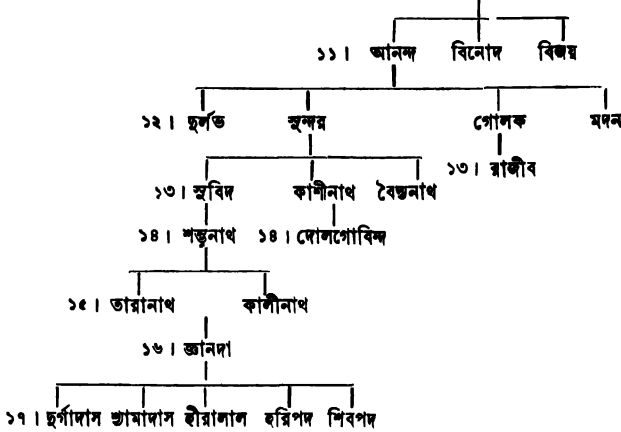 ১১। আনন্দ বিনোদ বিজয়
১২। দুর্লভ সুন্দর গোলক মদন
১৩। রাজীব
১৩। সুবিদ কাশীনাথ বৈদ্যনাথ
১৪। শম্ভুনাথ ১৪। দোলগোবিন্দ
১৫। তারানাথ কালীনাথ
১৬। জ্ঞানদা
১৭। দুর্গাদাস শ্যামাদাস হীরালাল হরিপদ শিবপদ